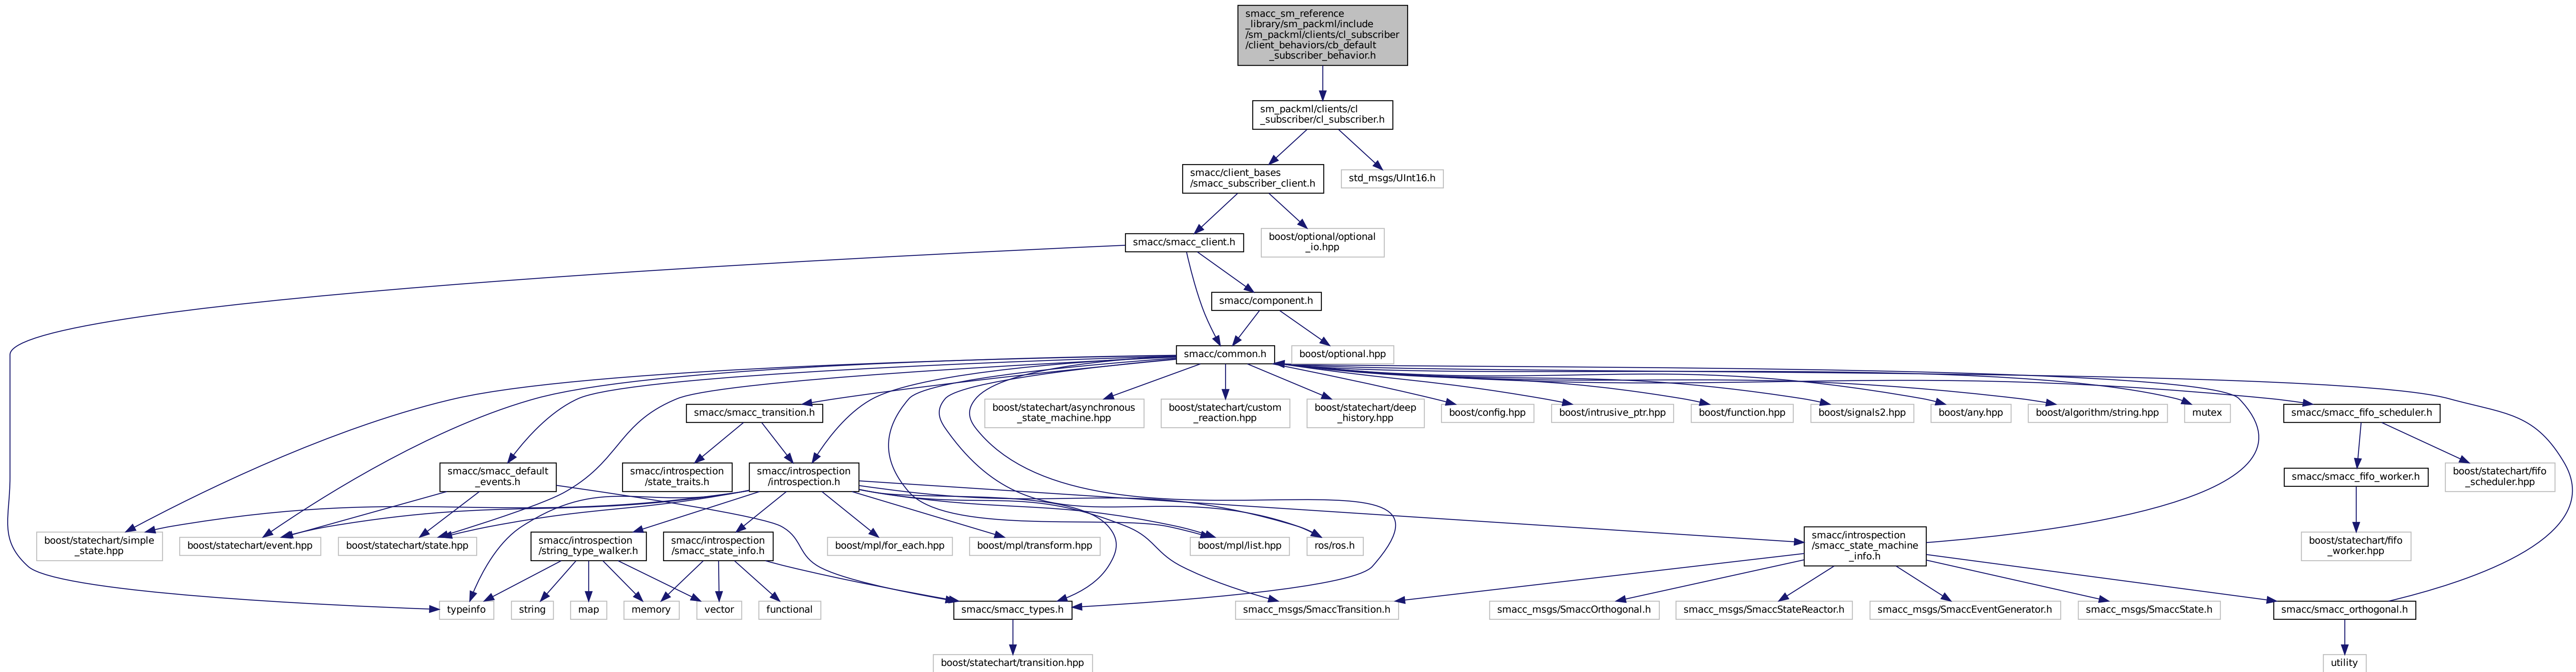 smacc_sm_reference
_library/sm_packml/include
/sm_packml/clients/cl_subscriber
/client_behaviors/cb_default
_subscriber_behavior.h
sm_packml/clients/cl
_subscriber/cl_subscriber.h
smacc/client_bases
/smacc_subscriber_client.h
std_msgs/UInt16.h
smacc/smacc_client.h
boost/optional/optional
_io.hpp
smacc/component.h
smacc/common.h
boost/optional.hpp
smacc/smacc_transition.h
boost/statechart/asynchronous
_state_machine.hpp
boost/statechart/custom
_reaction.hpp
boost/statechart/deep
_history.hpp
boost/config.hpp
boost/intrusive_ptr.hpp
boost/function.hpp
boost/signals2.hpp
boost/any.hpp
boost/algorithm/string.hpp
mutex
smacc/smacc_fifo_scheduler.h
smacc/smacc_default
_events.h
smacc/introspection
/state_traits.h
smacc/introspection
/introspection.h
smacc/smacc_fifo_worker.h
boost/statechart/fifo
_scheduler.hpp
boost/statechart/simple
_state.hpp
boost/statechart/event.hpp
boost/statechart/state.hpp
smacc/introspection
/string_type_walker.h
smacc/introspection
/smacc_state_info.h
boost/mpl/for_each.hpp
boost/mpl/transform.hpp
boost/mpl/list.hpp
ros/ros.h
smacc/introspection
/smacc_state_machine
_info.h
boost/statechart/fifo
_worker.hpp
typeinfo
string
map
memory
vector
functional
smacc/smacc_types.h
smacc_msgs/SmaccTransition.h
smacc_msgs/SmaccOrthogonal.h
smacc_msgs/SmaccStateReactor.h
smacc_msgs/SmaccEventGenerator.h
smacc_msgs/SmaccState.h
smacc/smacc_orthogonal.h
boost/statechart/transition.hpp
utility